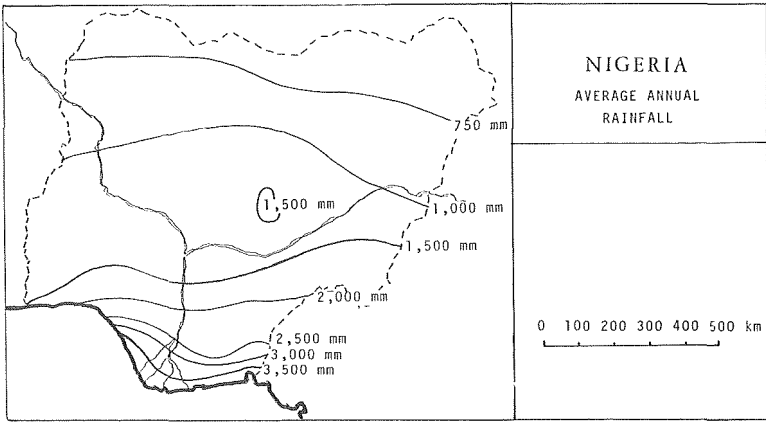 NIGERIA
AVERAGE ANNUAL
RAINFALL
750 mm
1,000 mm
1,500 mm
1,500 mm
2,000 mm
2,500 mm
3,000 mm
3,500 mm
0 100 200 300 400 500 km